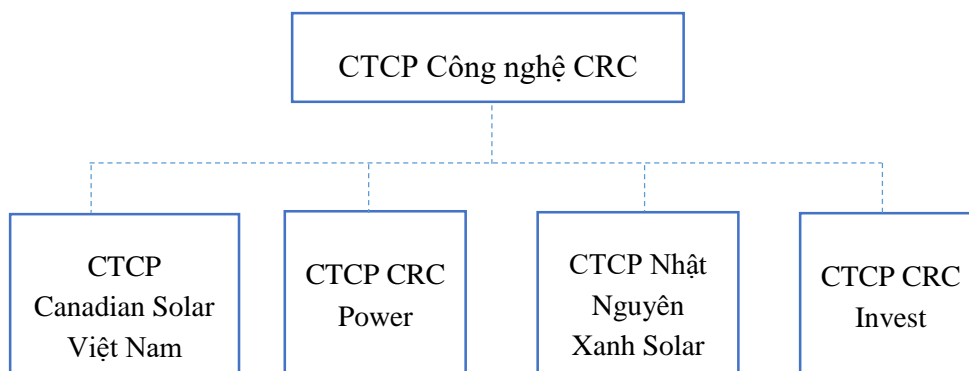 CTCP Công nghệ CRC
CTCP
Canadian Solar
Việt Nam
CTCP CRC
Power
CTCP Nhật
Nguyên
Xanh Solar
CTCP CRC
Invest